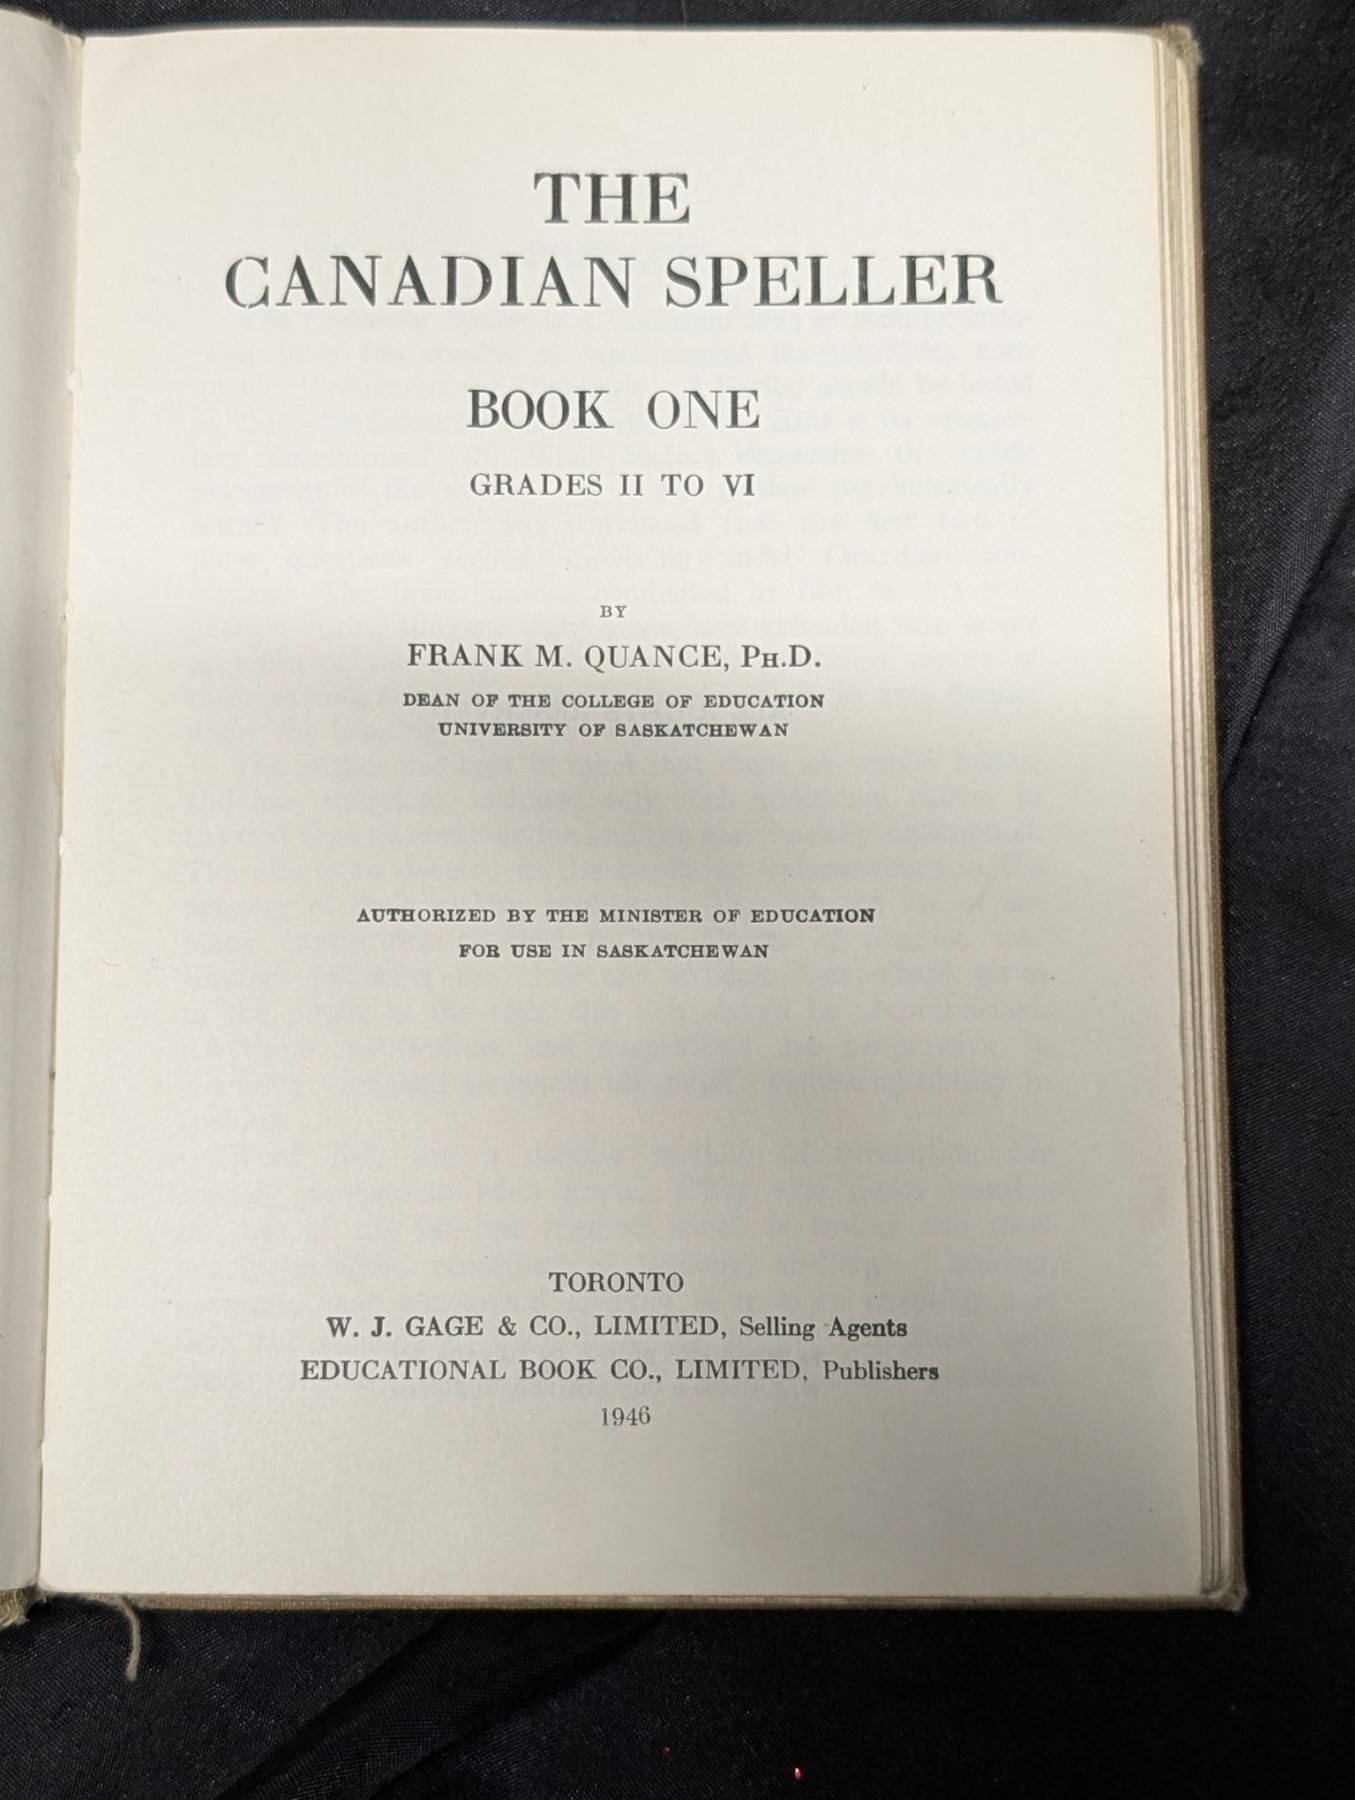 THE
CANADIAN SPELLER
BOOK ONE
GRADES II TO VI
BY
FRANK M. QUANCE, PH.D.
DEAN OF THE COLLEGE OF EDUCATION
UNIVERSITY OF SASKATCHEWAN
AUTHORIZED BY THE MINISTER OF EDUCATION
FOR USE IN SASKATCHEWAN
TORONTO
W. J. GAGE & CO., LIMITED, Selling Agents
EDUCATIONAL BOOK CO., LIMITED, Publishers
1946